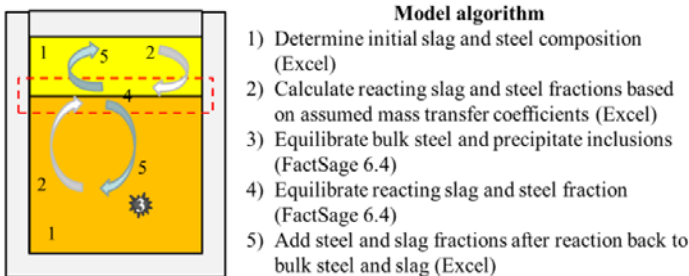 Model algorithm
1) Determine initial slag and steel composition
(Excel)
2) Calculate reacting slag and steel fractions based
on assumed mass transfer coefficients (Excel)
3) Equilibrate bulk steel and precipitate inclusions
(FactSage 6.4)
4) Equilibrate reacting slag and steel fraction
(FactSage 6.4)
5) Add steel and slag fractions after reaction back to
bulk steel and slag (Excel)
1
5
2
4
5
2
3
1